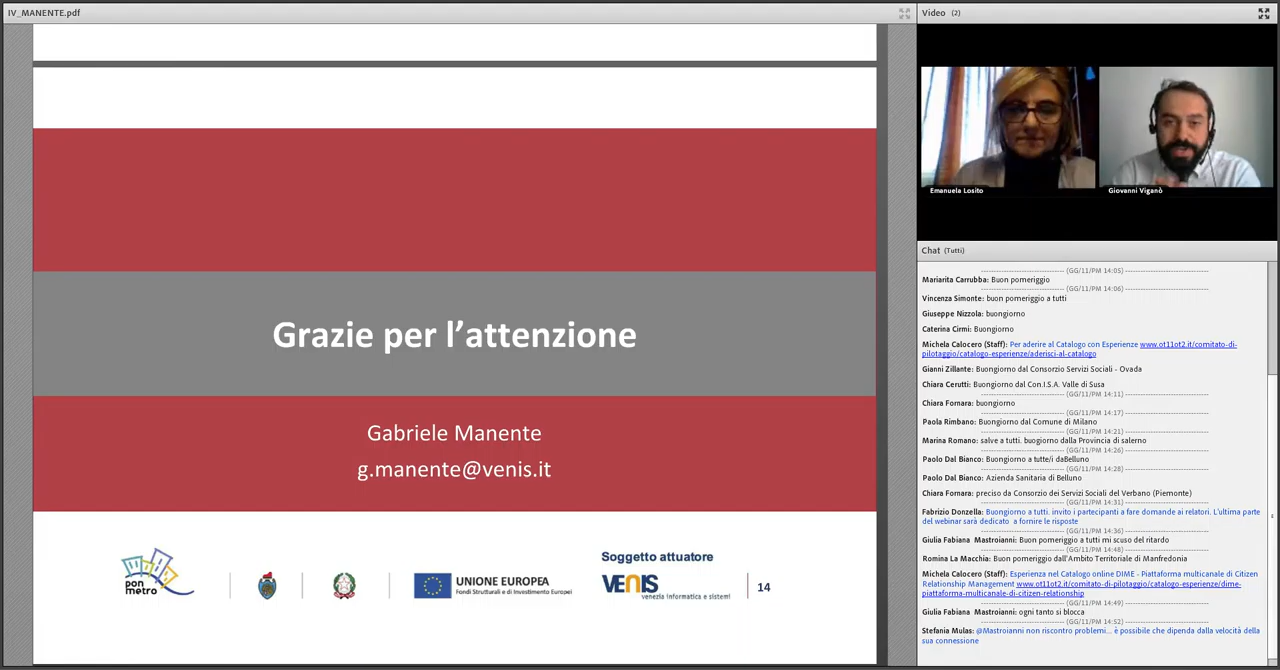 IV_MANENTE.pdf
Grazie per l’attenzione
Gabriele Manente
g.manente@venis.it
pon
metro
UNIONE EUROPEA
Fondi Strutturali e di Investimento Europei
Soggetto attuatore
VENIS
venezia informatica e sistemi
14
Video (2)
Emanuela Losito
Giovanni Viganò
Chat (Tutti)
(GG/11/PM 14:05)
Mariarita Carrubba: Buon pomeriggio
(GG/11/PM 14:06)
Vincenza Simonte: buon pomeriggio a tutti
Giuseppe Nizzola: buongiorno
Caterina Cirmi: Buongiorno
Michela Calocero (Staff): Per aderire al Catalogo con Esperienze www.ot11ot2.it/comitato-di-
pilotaggio/catalogo-esperienze/aderisci-al-catalogo
Gianni Zillante: Buongiorno dal Consorzio Servizi Sociali - Ovada
Chiara Cerutti: Buongiorno dal Con.I.S.A. Valle di Susa
(GG/11/PM 14:11)
Chiara Fornara: buongiorno
(GG/11/PM 14:17)
Paola Rimbano: Buongiorno dal Comune di Milano
(GG/11/PM 14:21)
Marina Romano: salve a tutti. buogiorno dalla Provincia di salerno
(GG/11/PM 14:26)
Paolo Dal Bianco: Buongiorno a tutte/i daBelluno
(GG/11/PM 14:28)
Paolo Dal Bianco: Azienda Sanitaria di Belluno
Chiara Fornara: preciso da Consorzio dei Servizi Sociali del Verbano (Piemonte)
(GG/11/PM 14:31)
Fabrizio Donzella: Buongiorno a tutti. invito i partecipanti a fare domande ai relatori. L'ultima parte
del webinar sarà dedicato a fornire le risposte
(GG/11/PM 14:36)
Giulia Fabiana Mastroianni: Buon pomeriggio a tutti mi scuso del ritardo
(GG/11/PM 14:48)
Romina La Macchia: Buon pomeriggio dall'Ambito Territoriale di Manfredonia
Michela Calocero (Staff): Esperienza nel Catalogo online DIME - Piattaforma multicanale di Citizen
Relationship Management www.ot11ot2.it/comitato-di-pilotaggio/catalogo-esperienze/dime-
piattaforma-multicanale-di-citizen-relationship
(GG/11/PM 14:49)
Giulia Fabiana Mastroianni: ogni tanto si blocca
(GG/11/PM 14:52)
Stefania Mulas: @Mastroianni non riscontro problemi... è possibile che dipenda dalla velocità della
sua connessione